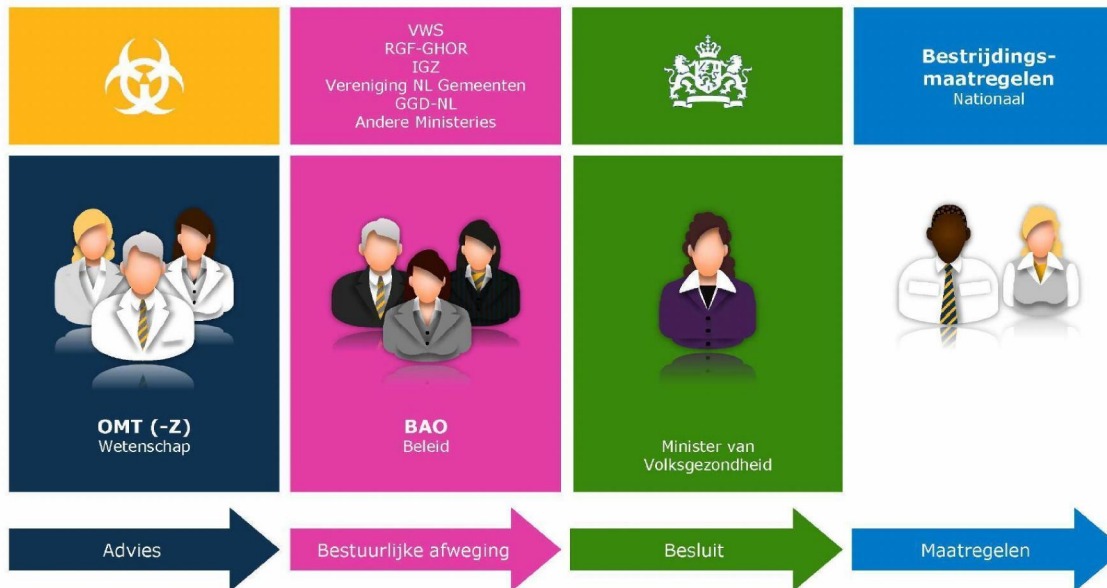 VWS
RGF-GHOR
IGZ
Vereniging NL Gemeenten
GGD-NL
Andere Ministeries
Bestrijdings-
maatregelen
Nationaal
OMT (-Z)
Wetenschap
BAO
Beleid
Minister van
Volksgezondheid
Advies
Bestuurlijke afweging
Besluit
Maatregelen